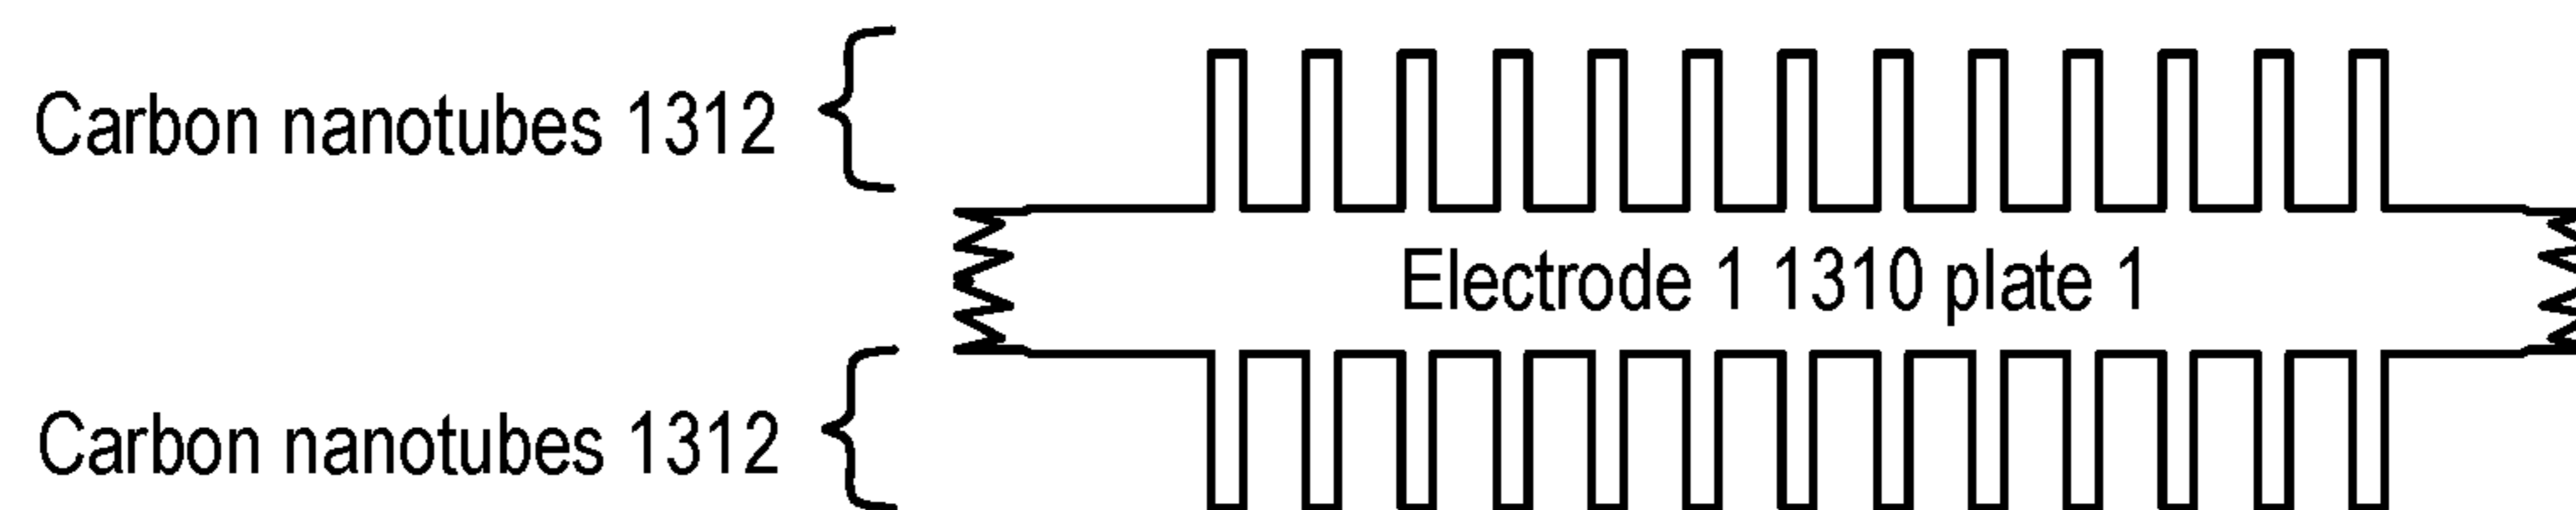 Carbon nanotubes 1312
Electrode 1 1310 plate 1
Carbon nanotubes 1312